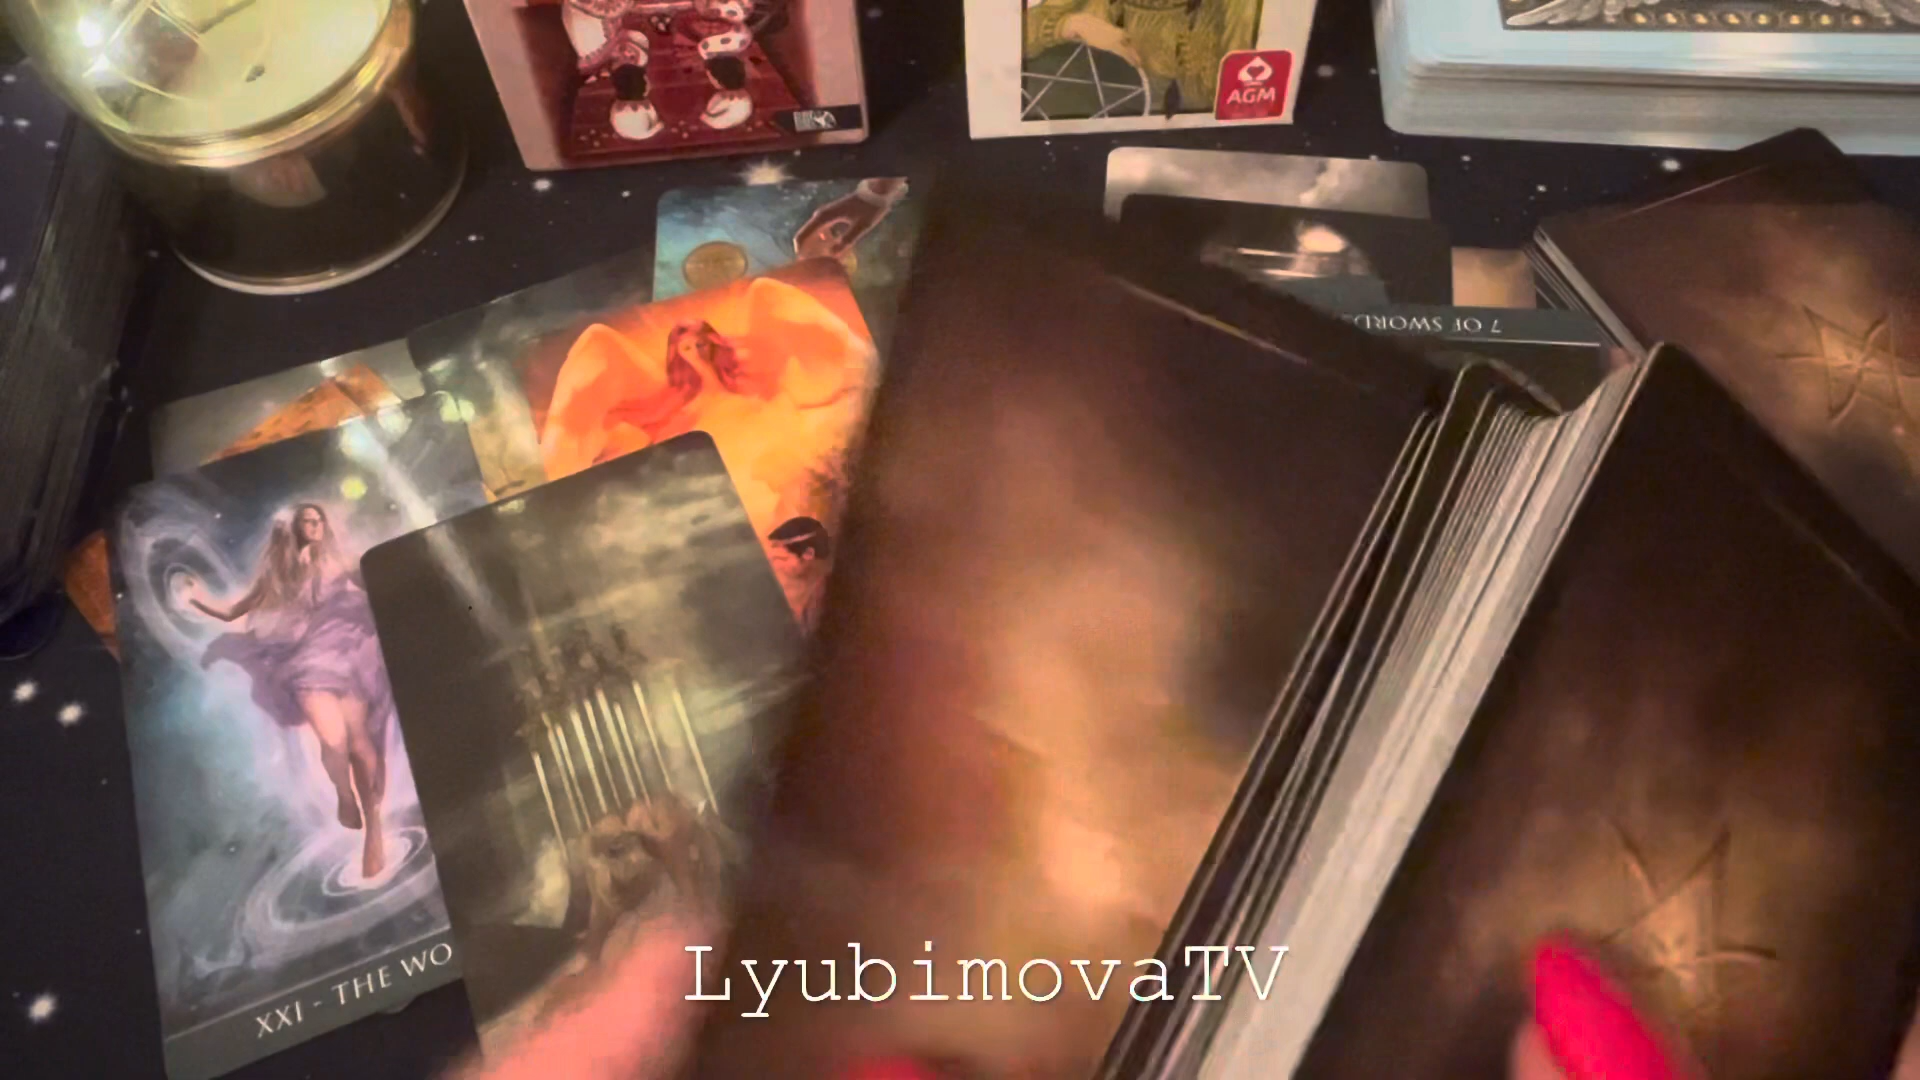 AGM
7 OF SWORDS
XXI - THE WO
LyubimovaTV